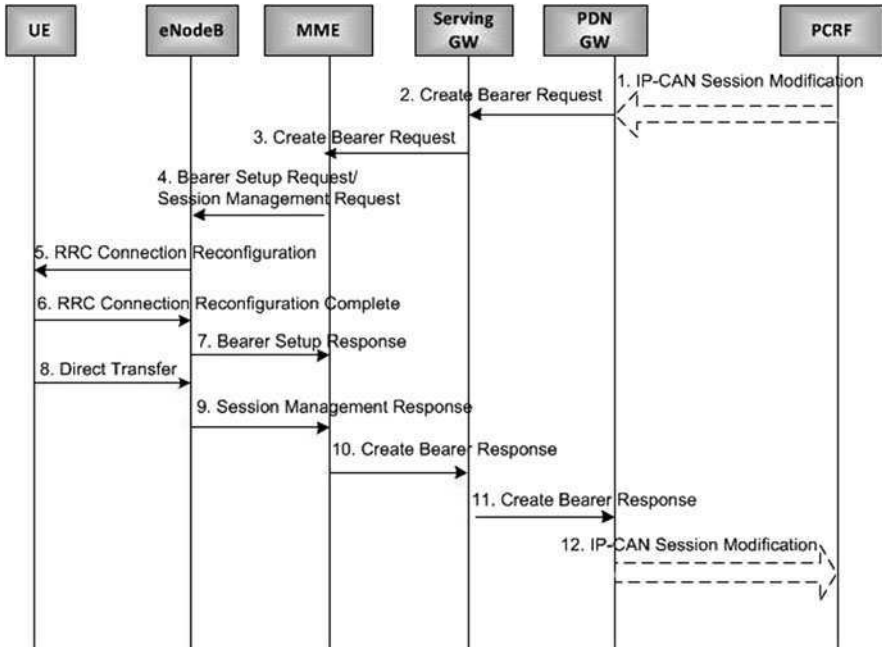 UE
eNodeB
MME
Serving
GW
PDN
GW
PCRF
1. IP-CAN Session Modification
2. Create Bearer Request
3. Create Bearer Request
4. Bearer Setup Request/
Session Management Request
5. RRC Connection Reconfiguration
6. RRC Connection Reconfiguration Complete
7. Bearer Setup Response
8. Direct Transfer
9. Session Management Response
10. Create Bearer Response
11. Create Bearer Response
12. IP-CAN Session Modification